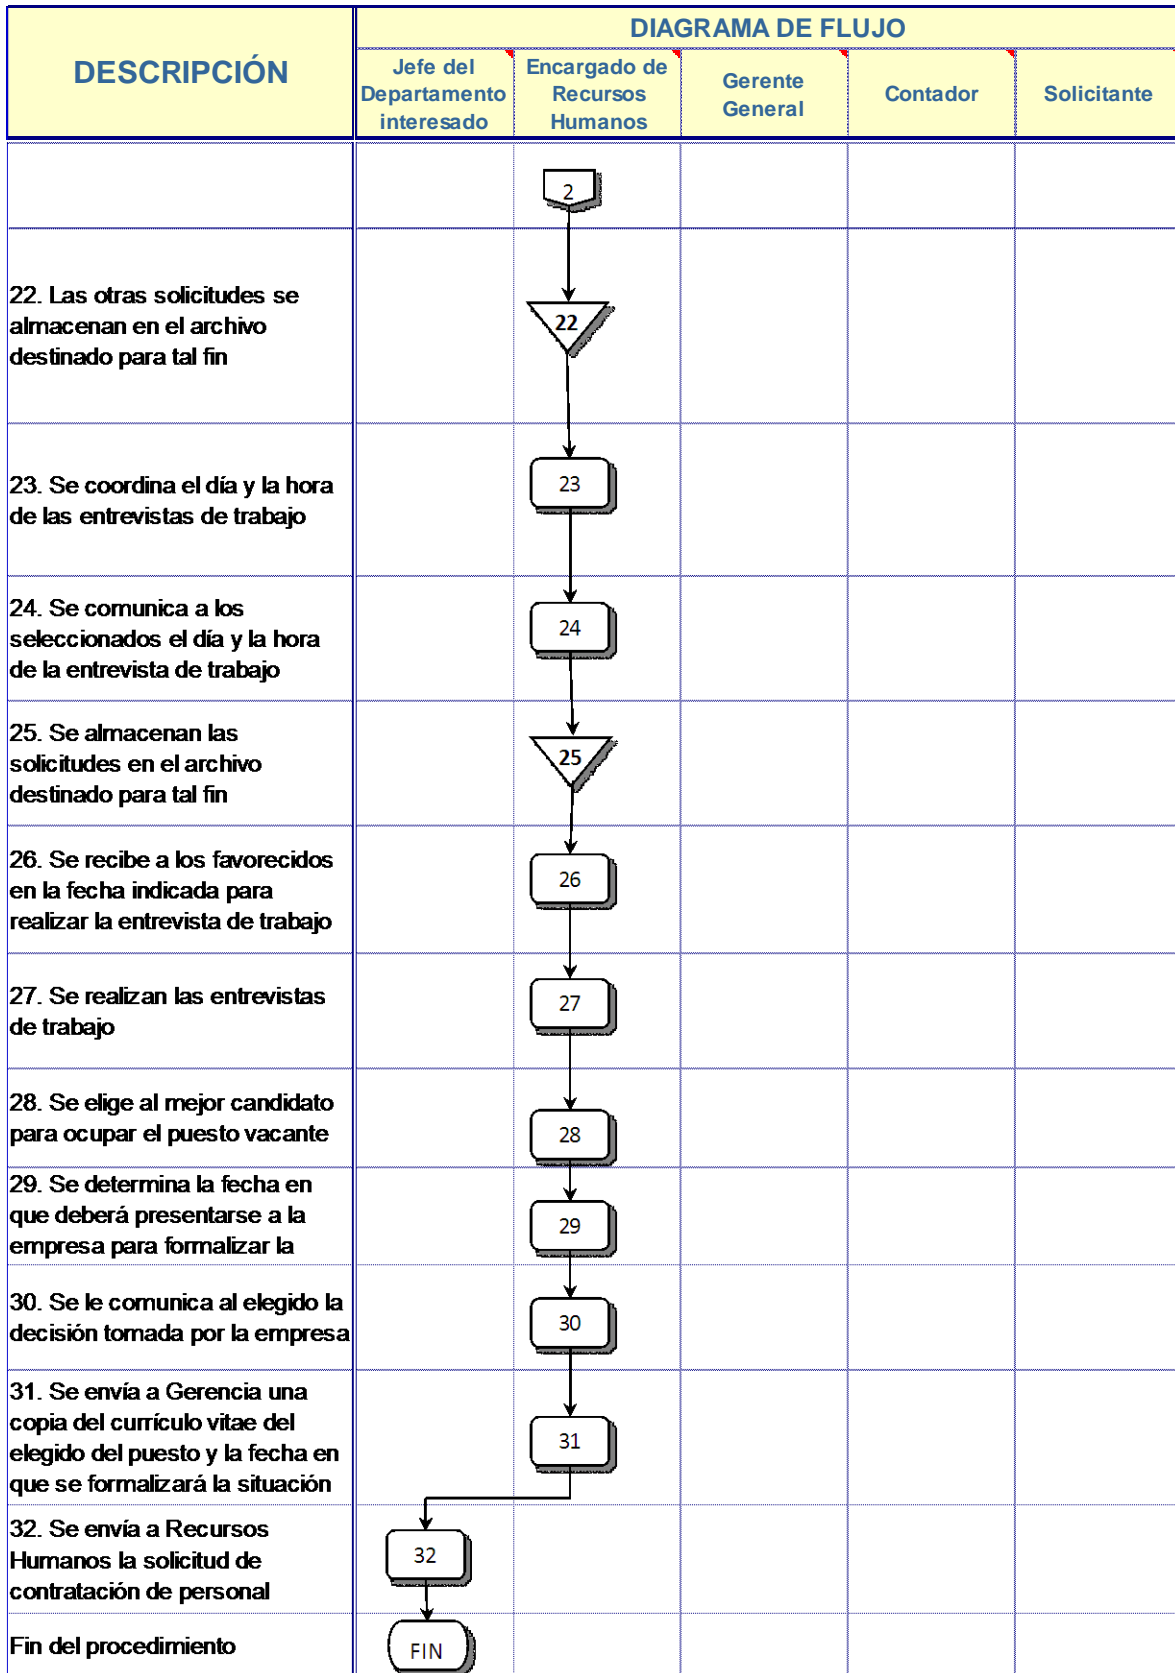 DESCRIPCIÓN
DIAGRAMA DE FLUJO
Jefe del
Departamento
interesado
Encargado de
Recursos
Humanos
Gerente
General
Contador
Solicitante
2
22. Las otras solicitudes se
almacenan en el archivo
destinado para tal fin
22
23. Se coordina el día y la hora
de las entrevistas de trabajo
23
24. Se comunica a los
seleccionados el día y la hora
de la entrevista de trabajo
24
25. Se almacenan las
solicitudes en el archivo
destinado para tal fin
25
26. Se recibe a los favorecidos
en la fecha indicada para
realizar la entrevista de trabajo
26
27. Se realizan las entrevistas
de trabajo
27
28. Se elige al mejor candidato
para ocupar el puesto vacante
28
29. Se determina la fecha en
que deberá presentarse a la
empresa para formalizar la
29
30. Se le comunica al elegido la
decisión tomada por la empresa
30
31. Se envía a Gerencia una
copia del currículo vitae del
elegido del puesto y la fecha en
que se formalizará la situación
31
32. Se envía a Recursos
Humanos la solicitud de
contratación de personal
32
Fin del procedimiento
FIN